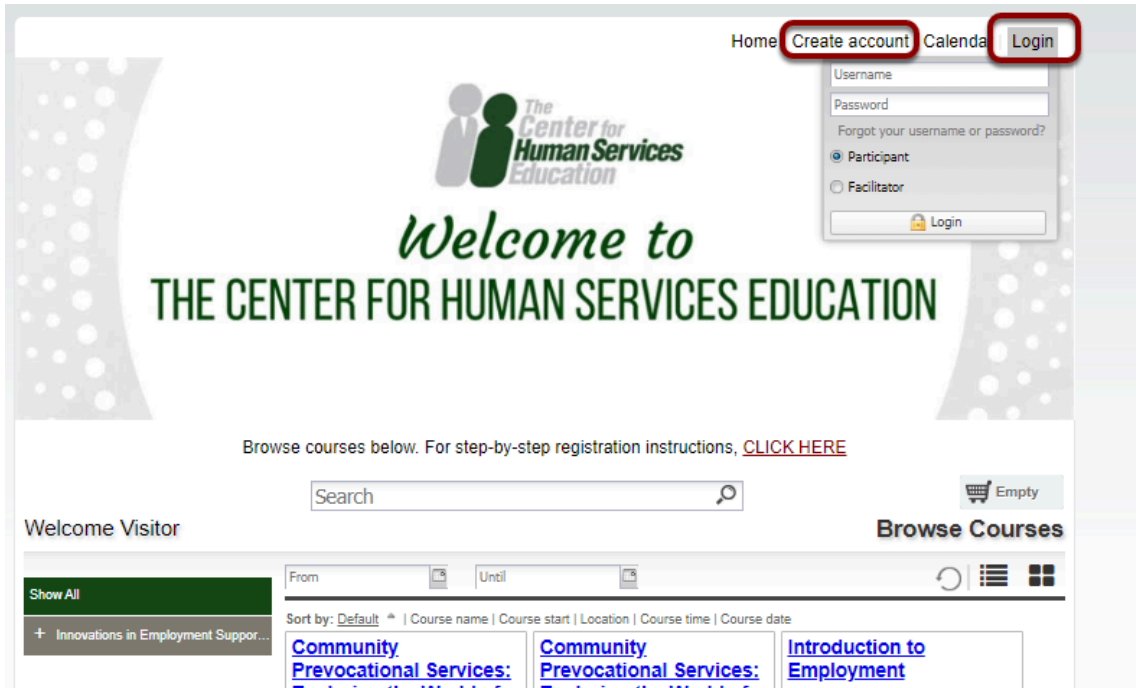 Home Create account Calenda Login
Username
Password
Forgot your username or password?
Participant
Facilitator
Login
The
Center for
Human Services
Education
Welcome to
THE CENTER FOR HUMAN SERVICES EDUCATION
Browse courses below. For step-by-step registration instructions, CLICK HERE
Search
Empty
Welcome Visitor
Browse Courses
From
Until
Show All
+ Innovations in Employment Suppor...
Sort by: Default | Course name | Course start | Location | Course time | Course date
Community
Prevocational Services:
Community
Prevocational Services:
Introduction to
Employment